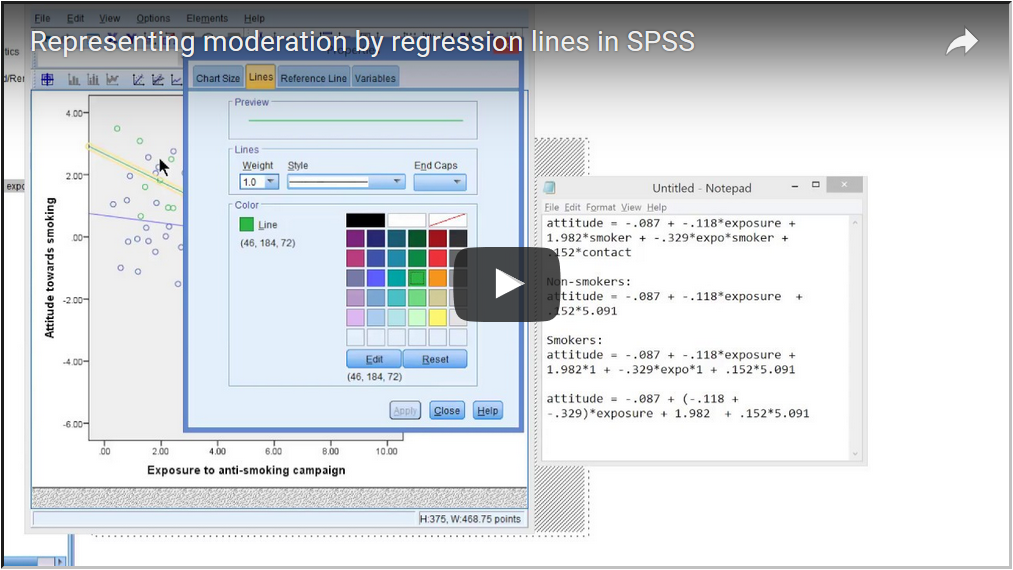 File Edit View Options Elements Help
Representing moderation by regression lines in SPSS
tics
Chart Size Lines Reference Line Variables
Preview
Lines
Weight Style End Caps
1.0
Color
Line
(46, 184, 72)
Edit Reset
(46, 184, 72)
Apply Close Help
4.00
2.00
.00
-2.00
-4.00
-6.00
Attitude towards smoking
.00 2.00 4.00 6.00 8.00 10.00
Exposure to anti-smoking campaign
H:375, W:468.75 points
expo
Untitled - Notepad
File Edit Format View Help
attitude = -.087 + -.118*exposure +
1.982*smoker + -.329*expo*smoker +
.152*contact
Non-smokers:
attitude = -.087 + -.118*exposure +
.152*5.091
Smokers:
attitude = -.087 + -.118*exposure +
1.982*1 + -.329*expo*1 + .152*5.091
attitude = -.087 + (-.118 +
-.329)*exposure + 1.982 + .152*5.091